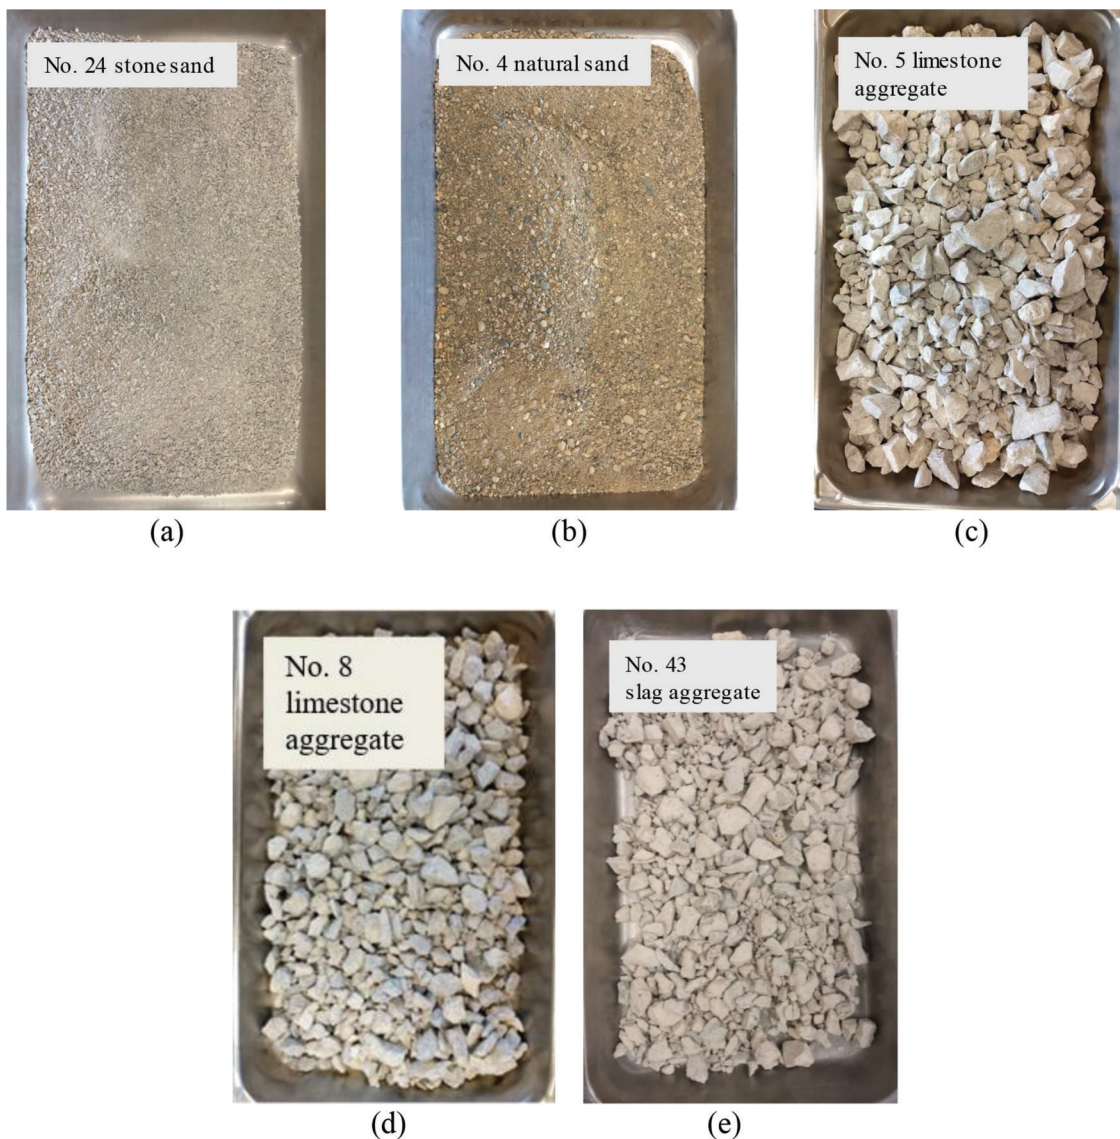 No. 24 stone sand
No. 4 natural sand
No. 5 limestone
aggregate
(a)
(b)
(c)
No. 8
limestone
aggregate
No. 43
slag aggregate
(d)
(e)